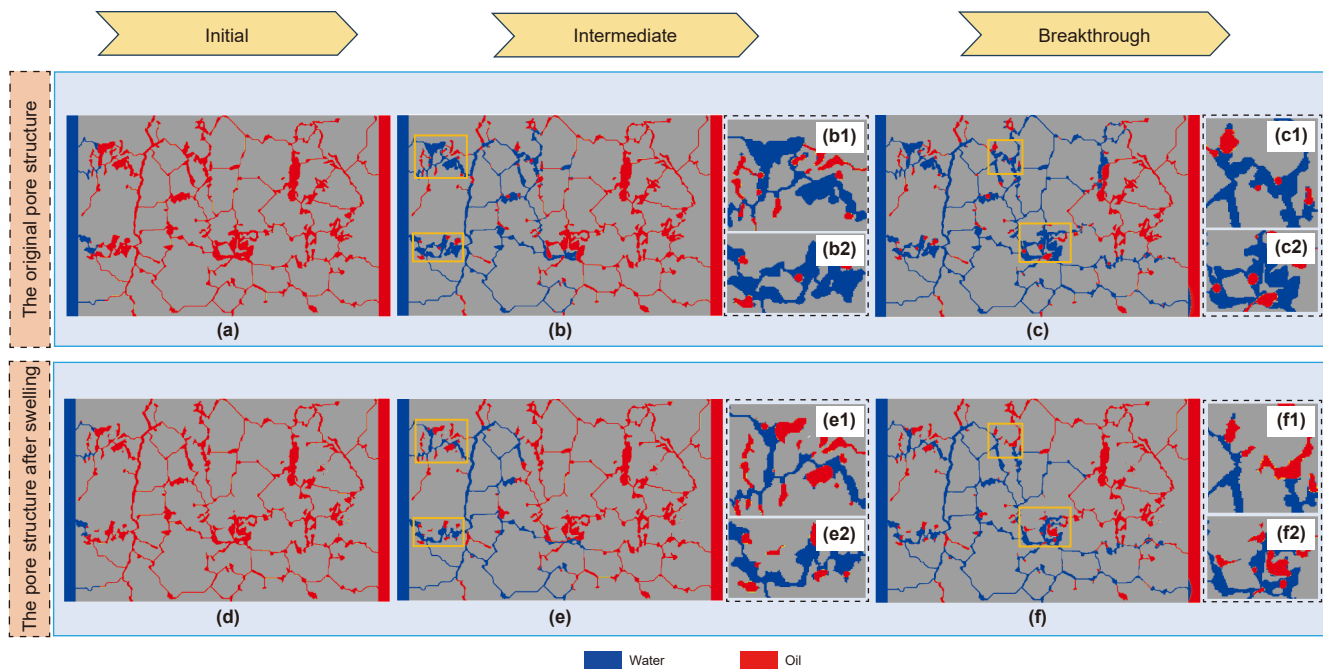 Initial
Intermediate
Breakthrough
The original pore structure
(b1)
(b2)
(c1)
(c2)
(a)
(b)
(c)
The pore structure after swelling
(e1)
(e2)
(f1)
(f2)
(d)
(e)
(f)
Water
Oil